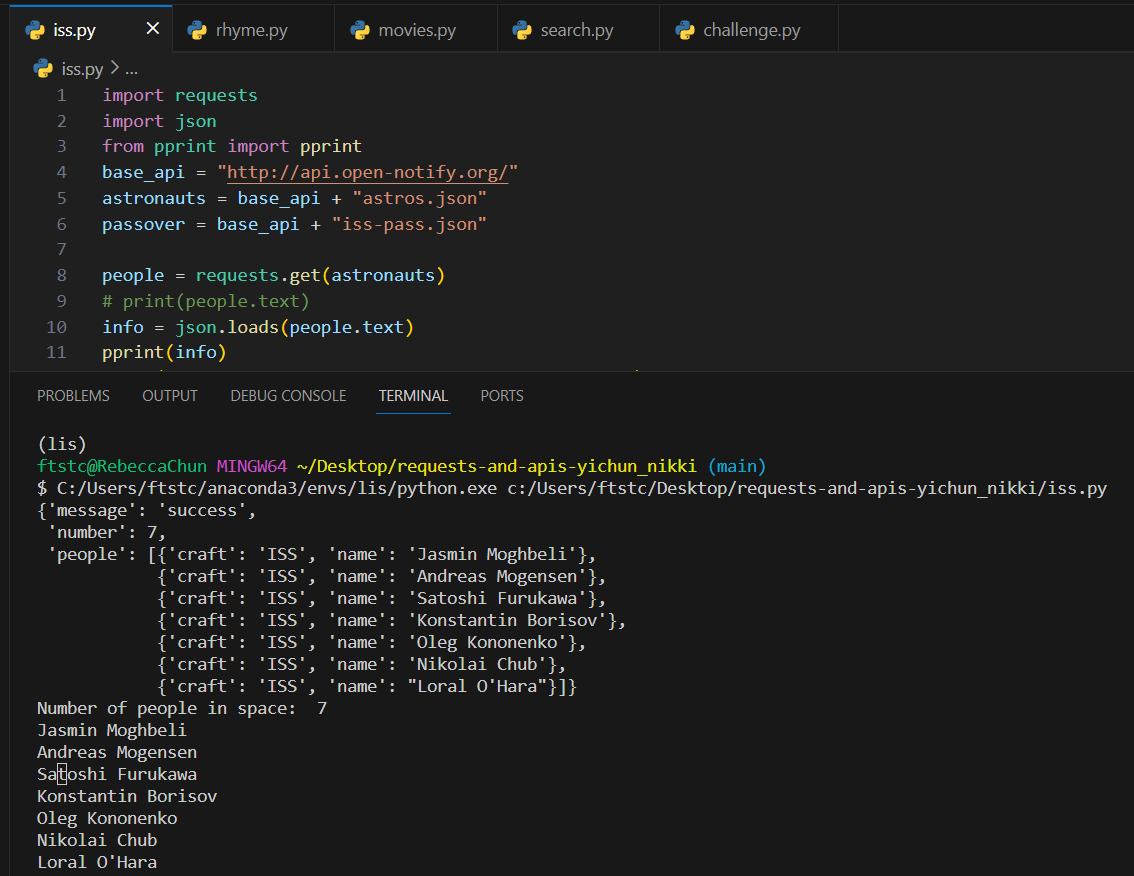 iss.py rhyme.py movies.py search.py challenge.py
iss.py > ...
1 import requests
2 import json
3 from pprint import pprint
4 base_api = "http://api.open-notify.org/"
5 astronauts = base_api + "astros.json"
6 passover = base_api + "iss-pass.json"
7
8 people = requests.get(astronauts)
9 # print(people.text)
10 info = json.loads(people.text)
11 pprint(info)
PROBLEMS OUTPUT DEBUG CONSOLE TERMINAL PORTS
(lis)
ftstc@RebeccaChun MINGW64 ~/Desktop/requests-and-apis-yichun_nikki (main)
$ C:/Users/ftstc/anaconda3/envs/lis/python.exe c:/Users/ftstc/Desktop/requests-and-apis-yichun_nikki/iss.py
{'message': 'success',
 'number': 7,
 'people': [{'craft': 'ISS', 'name': 'Jasmin Moghbeli'},
            {'craft': 'ISS', 'name': 'Andreas Mogensen'},
            {'craft': 'ISS', 'name': 'Satoshi Furukawa'},
            {'craft': 'ISS', 'name': 'Konstantin Borisov'},
            {'craft': 'ISS', 'name': 'Oleg Kononenko'},
            {'craft': 'ISS', 'name': 'Nikolai Chub'},
            {'craft': 'ISS', 'name': "Loral O'Hara"}]}
Number of people in space:  7
Jasmin Moghbeli
Andreas Mogensen
Satoshi Furukawa
Konstantin Borisov
Oleg Kononenko
Nikolai Chub
Loral O'Hara